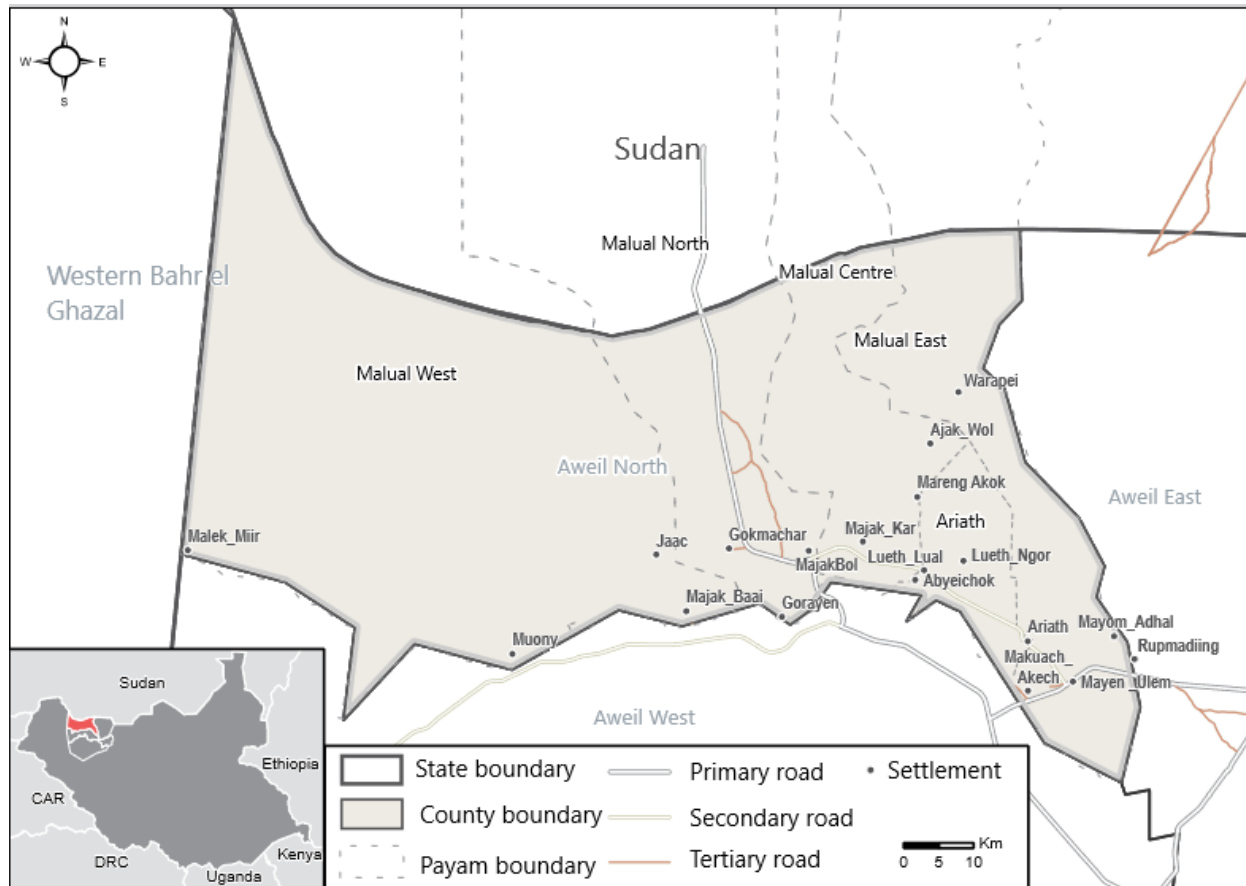 N
W
E
S
Sudan
Malual North
Western Bahr el
Ghazal
Malual Centre
Malual East
Malual West
Warapei
Ajak_Wol
Aweil North
Mareng Akok
Aweil East
Ariath
Malek_Miir
Jaac
Gokmachar
Majak_Kar
MajakBol
Lueth_Lual
Lueth_Ngor
Abyeichok
Majak_Baai
Gorayen
Muony
Ariath
Mayom_Adhal
Makuach_
Akech
Rupmadiing
Mayen_Ulem
Aweil West
Sudan
Ethiopia
CAR
DRC
Kenya
Uganda
State boundary
Primary road
Settlement
County boundary
Secondary road
Payam boundary
Tertiary road
Km
0 5 10